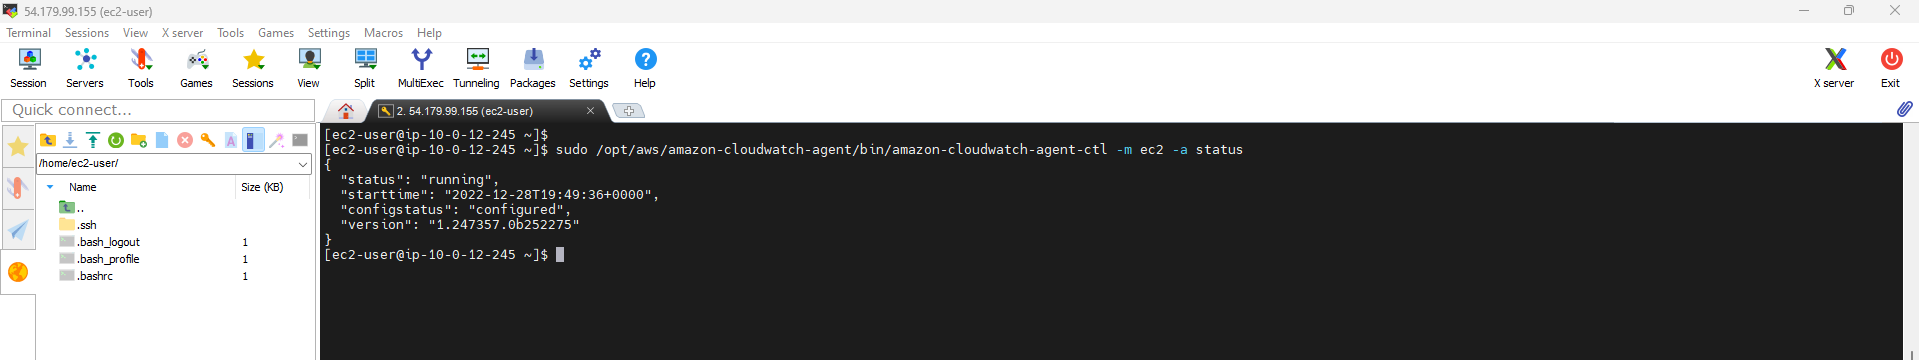 54.179.99.155 (ec2-user)
Terminal Sessions View X server Tools Games Settings Macros Help
Session Servers Tools Games Sessions View Split MultiExec Tunneling Packages Settings Help X server Exit
Quick connect...
2. 54.179.99.155 (ec2-user)
/home/ec2-user/
Name Size (KB)
..
.ssh
.bash_logout 1
.bash_profile 1
.bashrc 1
[ec2-user@ip-10-0-12-245 ~]$
[ec2-user@ip-10-0-12-245 ~]$ sudo /opt/aws/amazon-cloudwatch-agent/bin/amazon-cloudwatch-agent-ctl -m ec2 -a status
{
"status": "running",
"starttime": "2022-12-28T19:49:36+0000",
"configstatus": "configured",
"version": "1.247357.0b252275"
}
[ec2-user@ip-10-0-12-245 ~]$